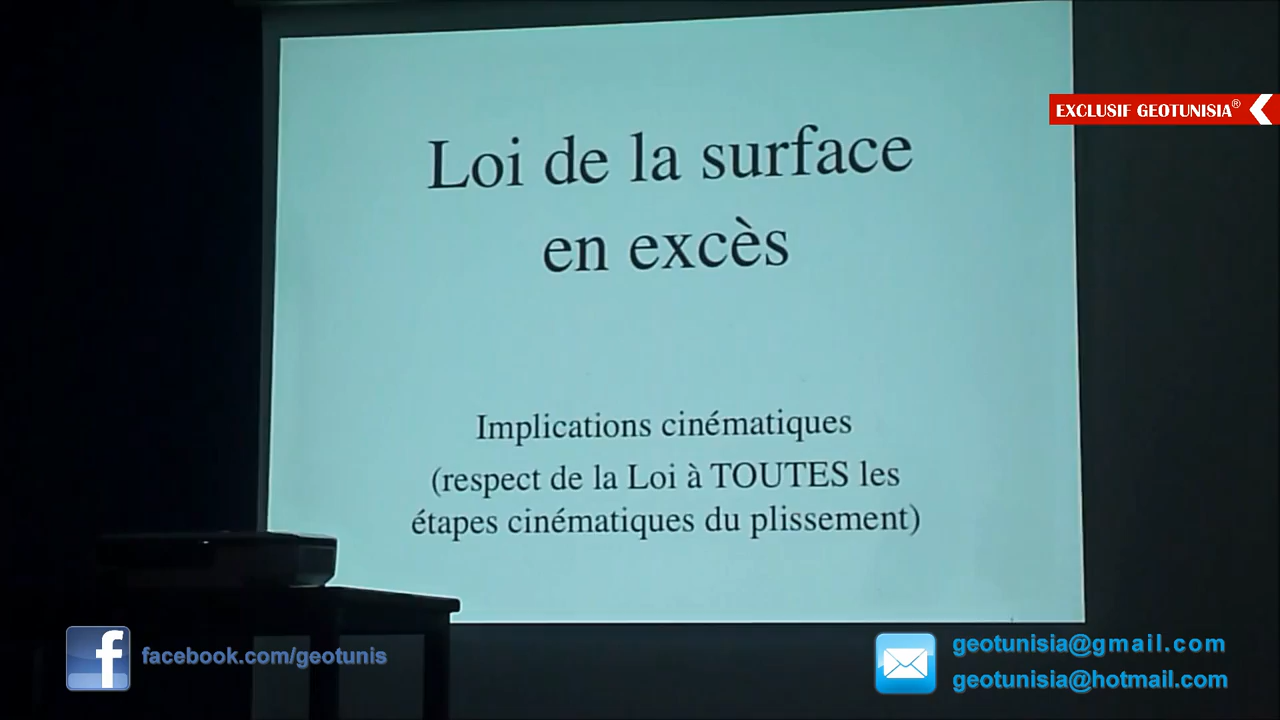 EXCLUSIF GEOTUNISIA®
Loi de la surface
en excès
Implications cinématiques
(respect de la Loi à TOUTES les
étapes cinématiques du plissement)
f
facebook.com/geotunis
geotunisia@gmail.com
geotunisia@hotmail.com